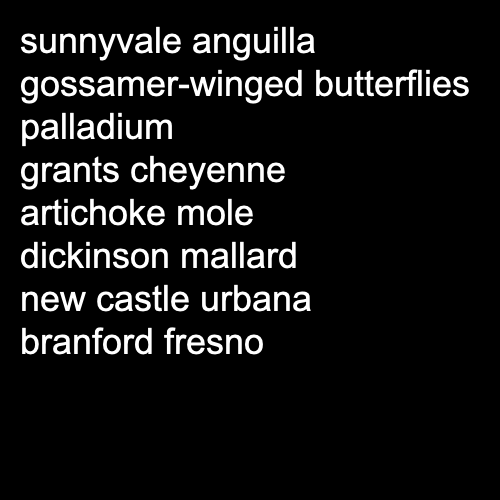 sunnyvale anguilla
gossamer-winged butterflies
palladium
grants cheyenne
artichoke mole
dickinson mallard
new castle urbana
branford fresno